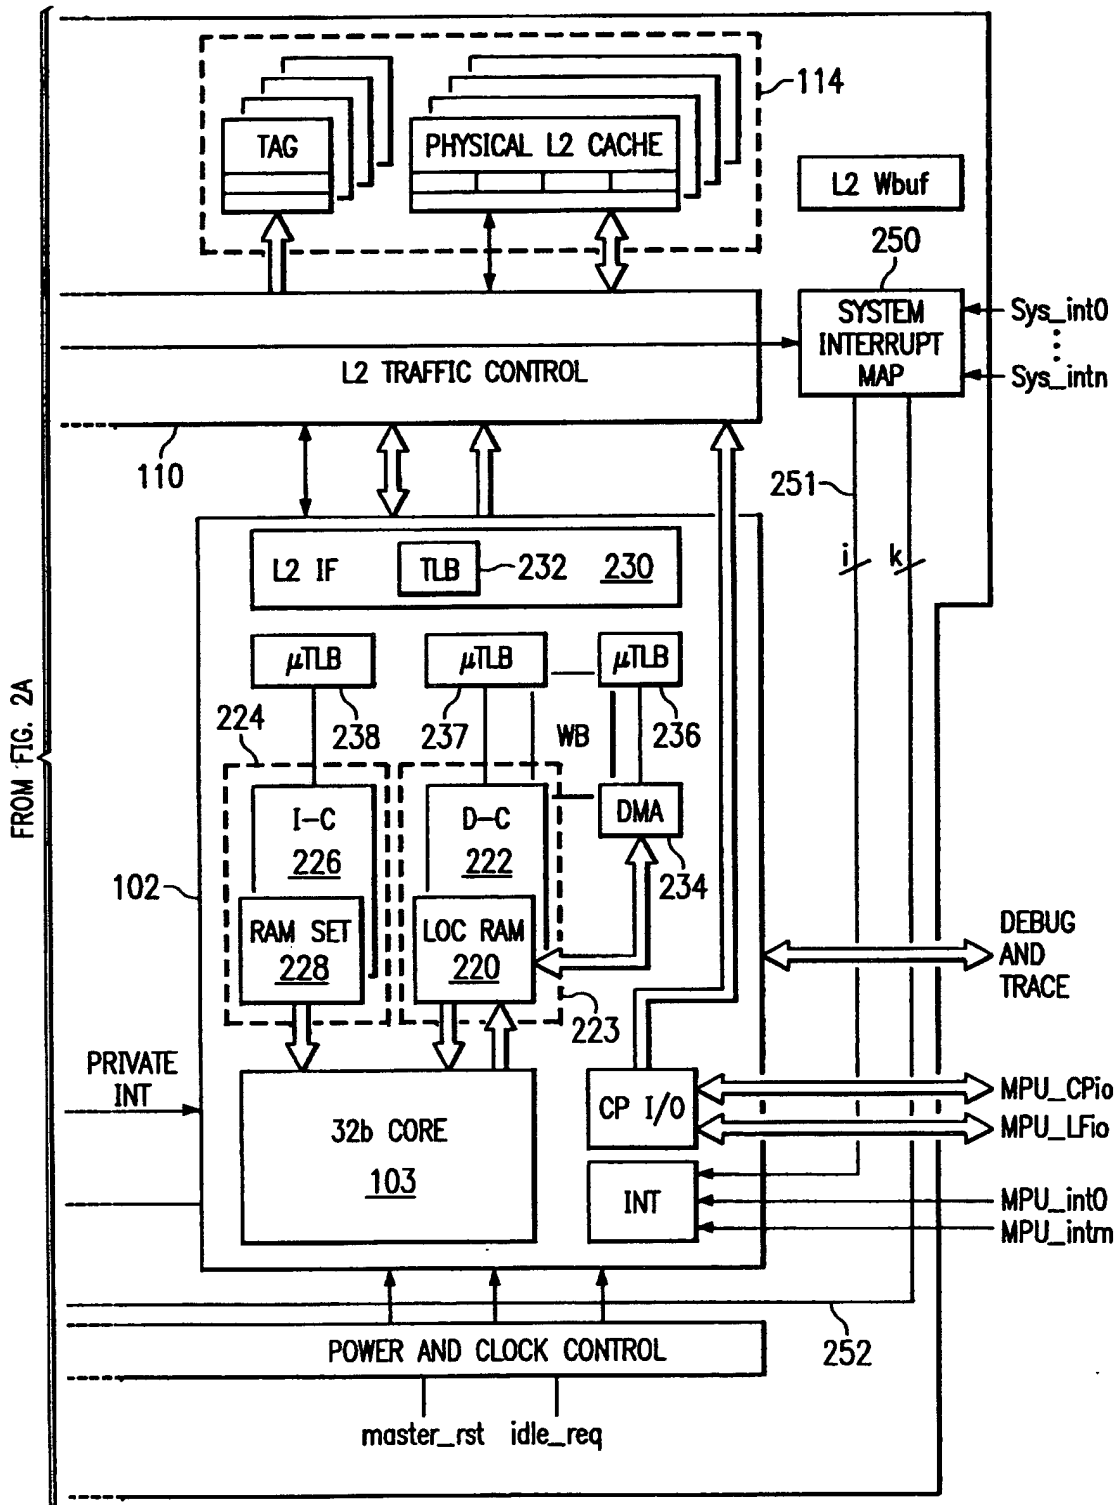 114
TAG
PHYSICAL L2 CACHE
L2 Wbuf
250
SYSTEM
INTERRUPT
MAP
Sys_int0
Sys_intn
L2 TRAFFIC CONTROL
110
251
i
k
L2 IF
TLB
232
230
µTLB
µTLB
µTLB
238
237
WB
236
224
FROM FIG. 2A
I-C
226
D-C
222
DMA
234
102
RAM SET
228
LOC RAM
220
223
DEBUG
AND
TRACE
PRIVATE
INT
32b CORE
103
CP I/O
MPU_CPio
MPU_LFio
INT
MPU_int0
MPU_intm
252
POWER AND CLOCK CONTROL
master_rst
idle_req